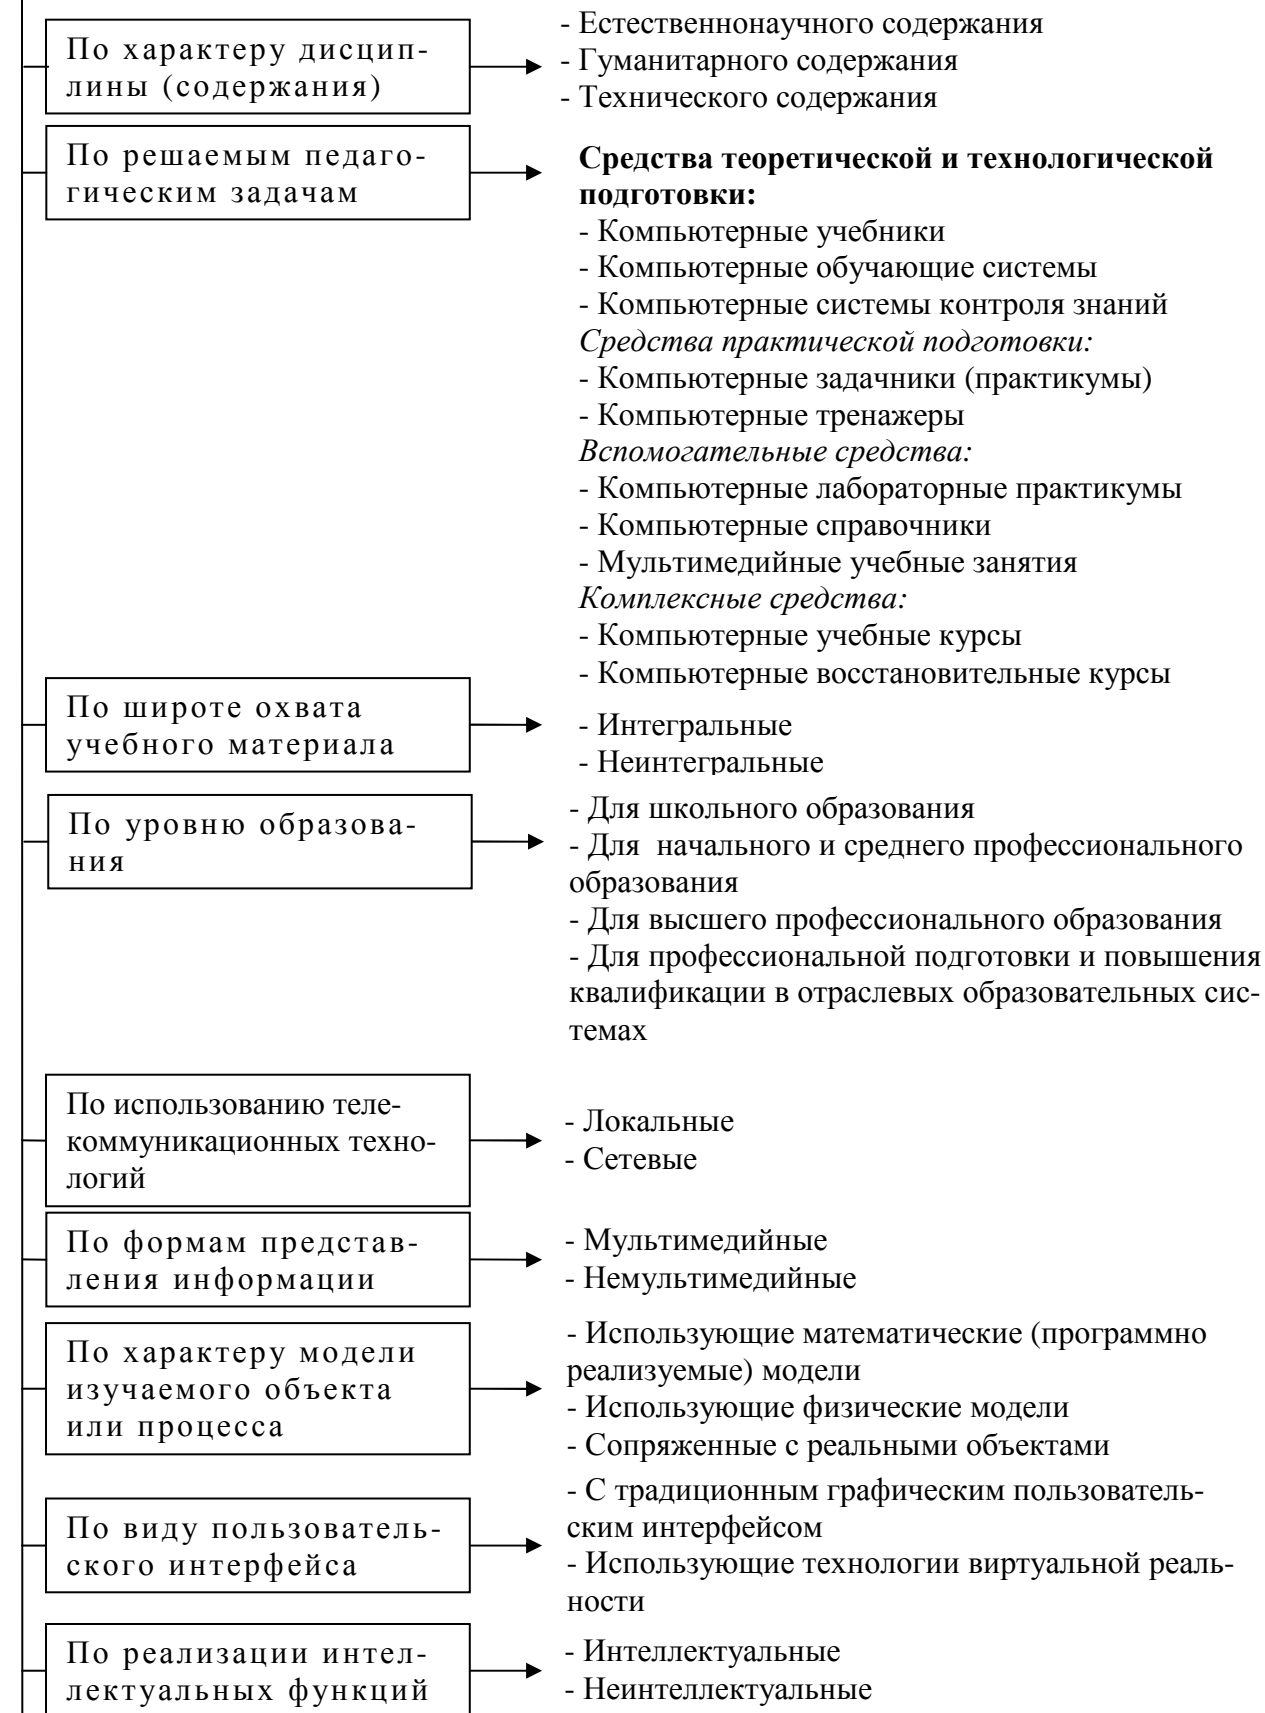 По характеру дисцип-
лины (содержания)
- Естественнонаучного содержания
- Гуманитарного содержания
- Технического содержания
По решаемым педаго-
гическим задачам
Средства теоретической и технологической
подготовки:
- Компьютерные учебники
- Компьютерные обучающие системы
- Компьютерные системы контроля знаний
Средства практической подготовки:
- Компьютерные задачники (практикумы)
- Компьютерные тренажеры
Вспомогательные средства:
- Компьютерные лабораторные практикумы
- Компьютерные справочники
- Мультимедийные учебные занятия
Комплексные средства:
- Компьютерные учебные курсы
- Компьютерные восстановительные курсы
По широте охвата
учебного материала
- Интегральные
- Неинтегральные
По уровню образова-
ния
- Для школьного образования
- Для начального и среднего профессионального
образования
- Для высшего профессионального образования
- Для профессиональной подготовки и повышения
квалификации в отраслевых образовательных сис-
темах
По использованию теле-
коммуникационных техно-
логий
- Локальные
- Сетевые
По формам представ-
ления информации
- Мультимедийные
- Немультимедийные
По характеру модели
изучаемого объекта
или процесса
- Использующие математические (программно
реализуемые) модели
- Использующие физические модели
- Сопряженные с реальными объектами
По виду пользователь-
ского интерфейса
- С традиционным графическим пользователь-
ским интерфейсом
- Использующие технологии виртуальной реаль-
ности
По реализации интел-
лектуальных функций
- Интеллектуальные
- Неинтеллектуальные